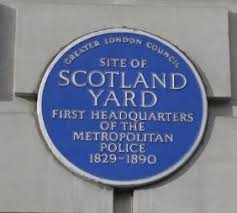 GREATER LONDON COUNCIL
SITE OF
SCOTLAND
YARD
FIRST HEADQUARTERS
OF THE
METROPOLITAN
POLICE
1829-1890